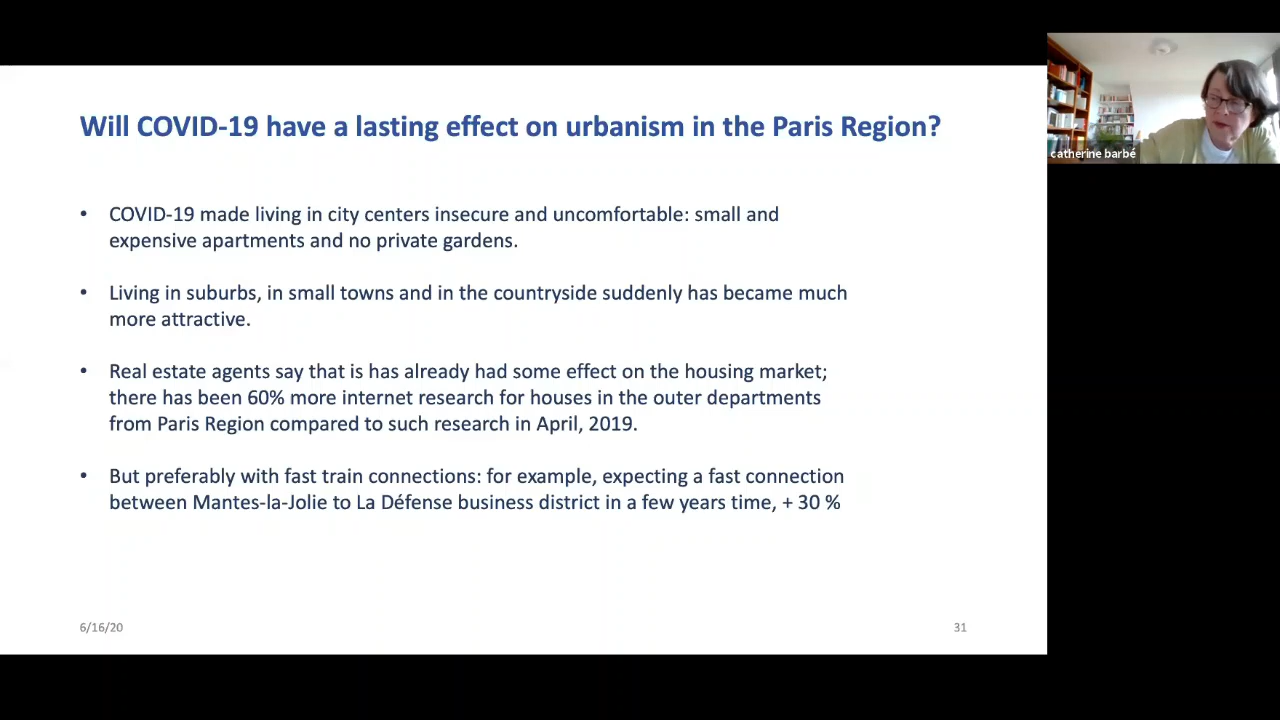 Will COVID-19 have a lasting effect on urbanism in the Paris Region?
• COVID-19 made living in city centers insecure and uncomfortable: small and
expensive apartments and no private gardens.
• Living in suburbs, in small towns and in the countryside suddenly has became much
more attractive.
• Real estate agents say that is has already had some effect on the housing market;
there has been 60% more internet research for houses in the outer departments
from Paris Region compared to such research in April, 2019.
• But preferably with fast train connections: for example, expecting a fast connection
between Mantes-la-Jolie to La Défense business district in a few years time, + 30 %
6/16/20
31
catherine barbé